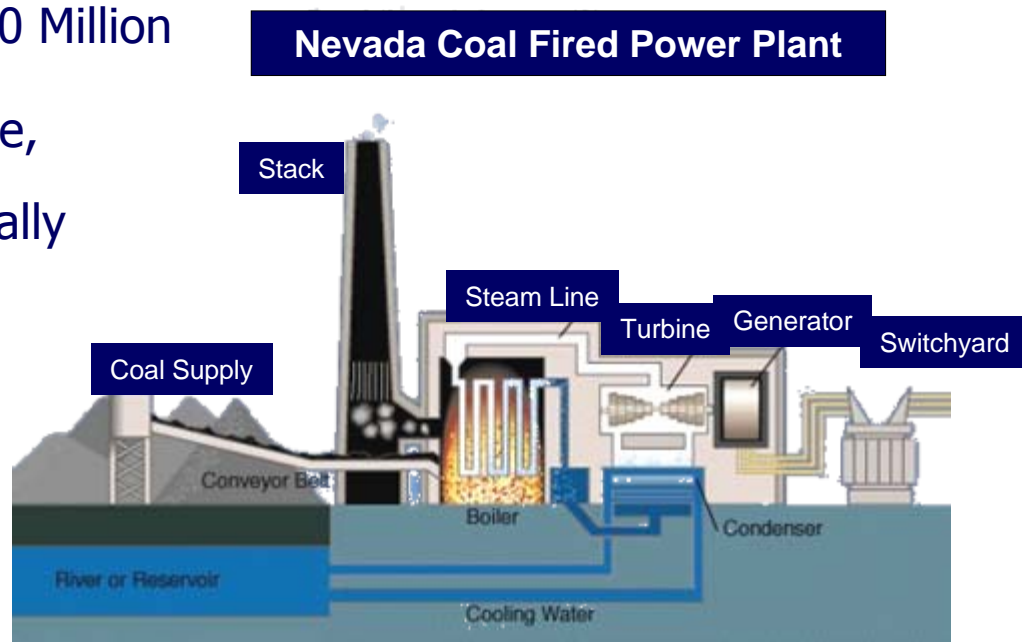 0 Million
e,
ally
Nevada Coal Fired Power Plant
Stack
Steam Line
Turbine
Generator
Switchyard
Coal Supply
Conveyor Belt
Boiler
Condenser
River or Reservoir
Cooling Water